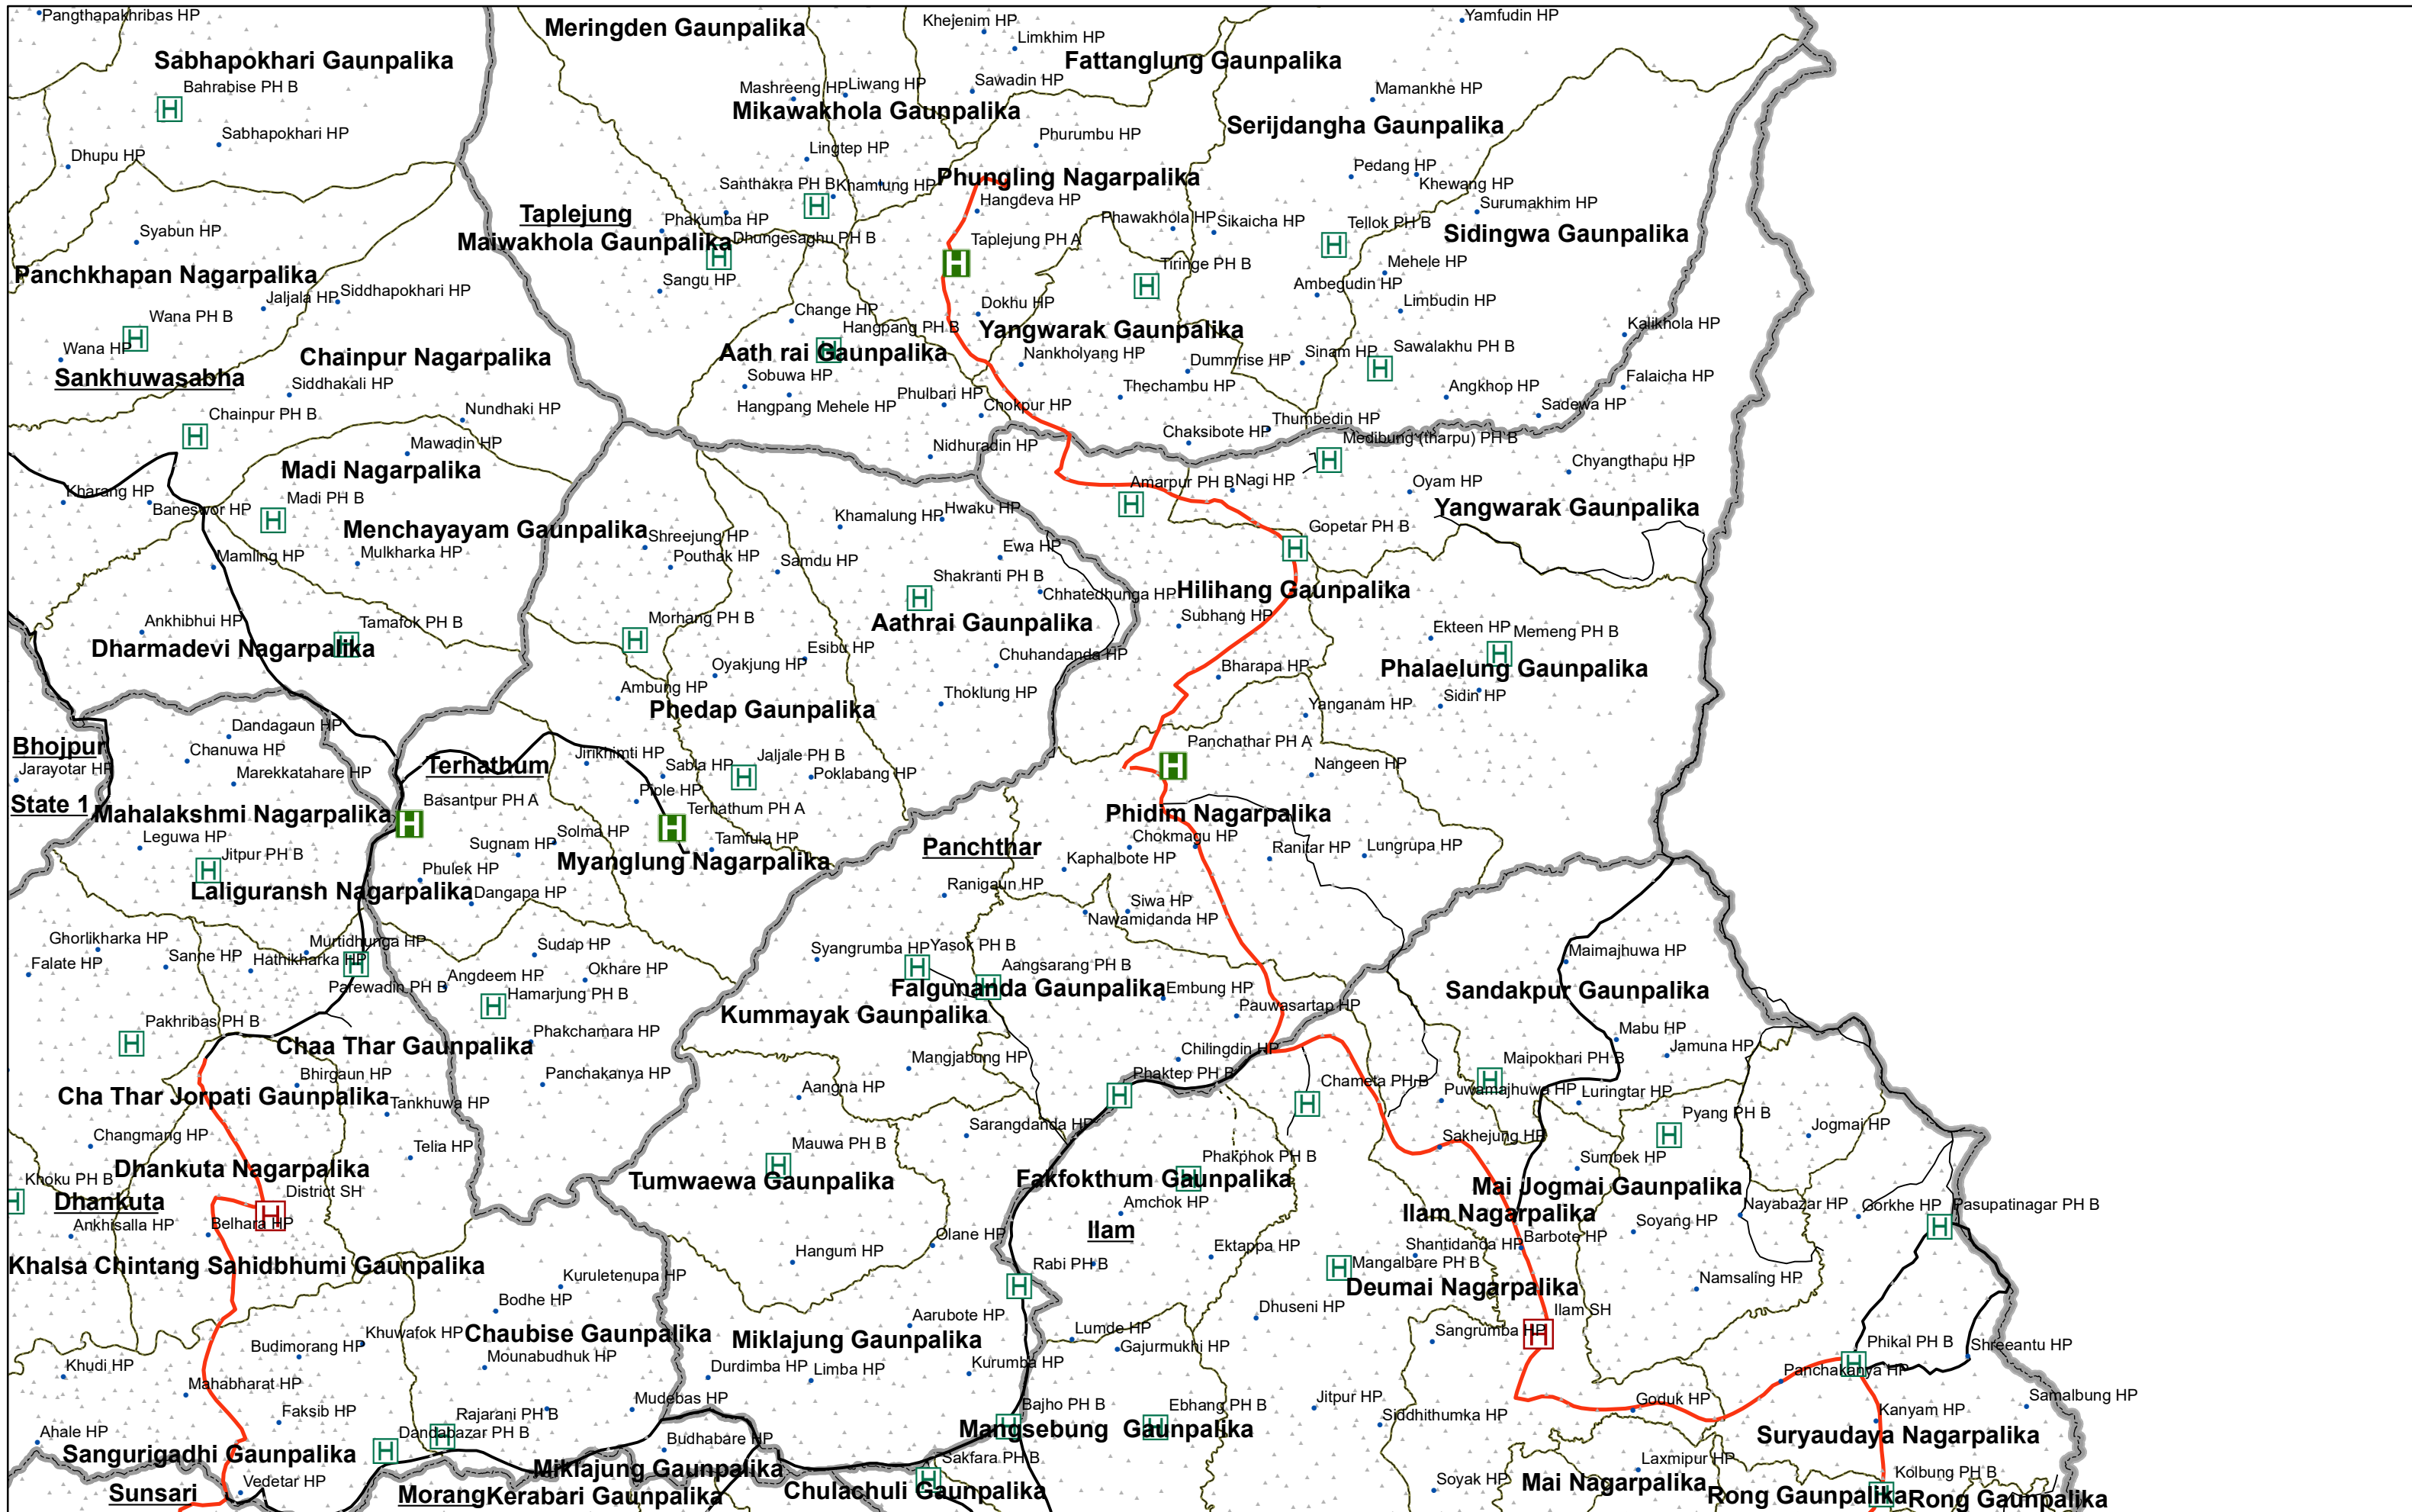 Pangthapakhribas HP
Meringden Gaunpalika
Khejenim HP
Yamfudin HP
Limkhim HP
Sabhapokhari Gaunpalika
Fattanglung Gaunpalika
Bahrabise PH B
Mashreeng HP
Liwang HP
Sawadin HP
Mamankhe HP
Mikawakhola Gaunpalika
Sabhapokhari HP
Phurumbu HP
Serijdangha Gaunpalika
Dhupu HP
Lingtep HP
Pedang HP
Santhakra PH B
Khamlung HP
Phungling Nagarpalika
Khewang HP
Hangdeva HP
Surumakhim HP
Taplejung
Phakumba HP
Phawakhola HP
Sikaicha HP
Tellok PH B
Syabun HP
Maiwakhola Gaunpalika
Dhungesaghu PH B
Taplejung PH A
Sidingwa Gaunpalika
Panchkhapan Nagarpalika
Sangu HP
Tiringe PH B
Mehele HP
Jaljala HP
Siddhapokhari HP
Ambegudin HP
Limbudin HP
Wana PH B
Change HP
Dokhu HP
Hangpang PH B
Yangwarak Gaunpalika
Kalikhola HP
Wana HP
Chainpur Nagarpalika
Aath rai Gaunpalika
Nankholyang HP
Dummrise HP
Sinam HP
Sawalakhu PH B
Sankhuwasabha
Siddhakali HP
Sobuwa HP
Thechambu HP
Angkhop HP
Falaicha HP
Chainpur PH B
Nundhaki HP
Hangpang Mehele HP
Phulbari HP
Chokpur HP
Sadewa HP
Mawadin HP
Nidhuradin HP
Chaksibote HP
Thumbedin HP
Medibung (tharpu) PH B
Madi Nagarpalika
Chyangthapu HP
Kharang HP
Madi PH B
Amarpur PH B
Nagi HP
Oyam HP
Baneswor HP
Khamalung HP
Hwaku HP
Yangwarak Gaunpalika
Menchayayam Gaunpalika
Shreejung HP
Gopetar PH B
Mamling HP
Mulkharka HP
Pouthak HP
Samdu HP
Ewa HP
Shakranti PH B
Chhatedhunga HP
Hilihang Gaunpalika
Ankhibhui HP
Tamafok PH B
Morhang PH B
Aathrai Gaunpalika
Subhang HP
Ekteen HP
Memeng PH B
Dharmadevi Nagarpalika
Oyakjung HP
Esibu HP
Chuhandanda HP
Bharapa HP
Phalaelung Gaunpalika
Ambung HP
Thoklung HP
Yanganam HP
Sidin HP
Phedap Gaunpalika
Dandagaun HP
Bhojpur
Chanuwa HP
Jirikhimti HP
Jaljale PH B
Panchathar PH A
Jarayotar HP
Marekkatahare HP
Terhathum
Sabla HP
Poklabang HP
Nangeen HP
State 1
Mahalakshmi Nagarpalika
Basantpur PH A
Piple HP
Terhathum PH A
Phidim Nagarpalika
Leguwa HP
Sugnam HP
Solma HP
Tamfula HP
Panchthar
Chokmagu HP
Jitpur PH B
Phulek HP
Myanglung Nagarpalika
Kaphalbote HP
Ranitar HP
Lungrupa HP
Laliguransh Nagarpalika
Dangapa HP
Ranigaun HP
Siwa HP
Nawamidanda HP
Ghorlikharka HP
Murtidhunga HP
Sudap HP
Syangrumba HP
Yasok PH B
Maimajhuwa HP
Falate HP
Sanne HP
Hathikharka HP
Angdeem HP
Okhare HP
Aangsarang PH B
Parewadin PH B
Hamarjung PH B
Falgunanda Gaunpalika
Embung HP
Sandakpur Gaunpalika
Pakhribas PH B
Phakchamara HP
Kummayak Gaunpalika
Pauwasartap HP
Mabu HP
Chaa Thar Gaunpalika
Mangjabung HP
Chilingdin HP
Maipokhari PH B
Jamuna HP
Bhirgaun HP
Panchakanya HP
Aangna HP
Phaktep PH B
Chameta PH B
Puwamajhuwa HP
Luringtar HP
Cha Thar Jorpati Gaunpalika
Tankhuwa HP
Sarangdanda HP
Pyang PH B
Jogmai HP
Changmang HP
Telia HP
Mauwa PH B
Sakhejung HP
Dhankuta Nagarpalika
Phakphok PH B
Sumbek HP
Khoku PH B
District SH
Tumwaewa Gaunpalika
Fakfokthum Gaunpalika
Mai Jogmai Gaunpalika
Dhankuta
Amchok HP
Ilam Nagarpalika
Nayabazar HP
Gorkhe HP
Pasupatinagar PH B
Ankhisalla HP
Belhara HP
Olane HP
Ilam
Soyang HP
Khalsa Chintang Sahidbhumi Gaunpalika
Hangum HP
Ektappa HP
Shantidanda HP
Barbote HP
Kuruletenupa HP
Rabi PH B
Mangalbare PH B
Deumai Nagarpalika
Namsaling HP
Bodhe HP
Aarubote HP
Dhuseni HP
Ilam SH
Budimorang HP
Khuwafok HP
Chaubise Gaunpalika
Miklajung Gaunpalika
Lumde HP
Sangrumba HP
Phikal PH B
Shreeantu HP
Khudi HP
Mounabudhuk HP
Durdimba HP
Limba HP
Kurumba HP
Gajurmukhi HP
Panchakanya HP
Mahabharat HP
Mudebas HP
Jitpur HP
Goduk HP
Samalbung HP
Faksib HP
Rajarani PH B
Bajho PH B
Ebhang PH B
Siddhithumka HP
Kanyam HP
Ahale HP
Dandabazar PH B
Budhabare HP
Mangsebung Gaunpalika
Suryaudaya Nagarpalika
Sangurigadhi Gaunpalika
Miklajung Gaunpalika
Sakfara PH B
Laxmipur HP
Vedetar HP
Soyak HP
Mai Nagarpalika
Kolbung PH B
Sunsari
Morang
Kerabari Gaunpalika
Chulachuli Gaunpalika
Rong Gaunpalika
Rong Gaunpalika